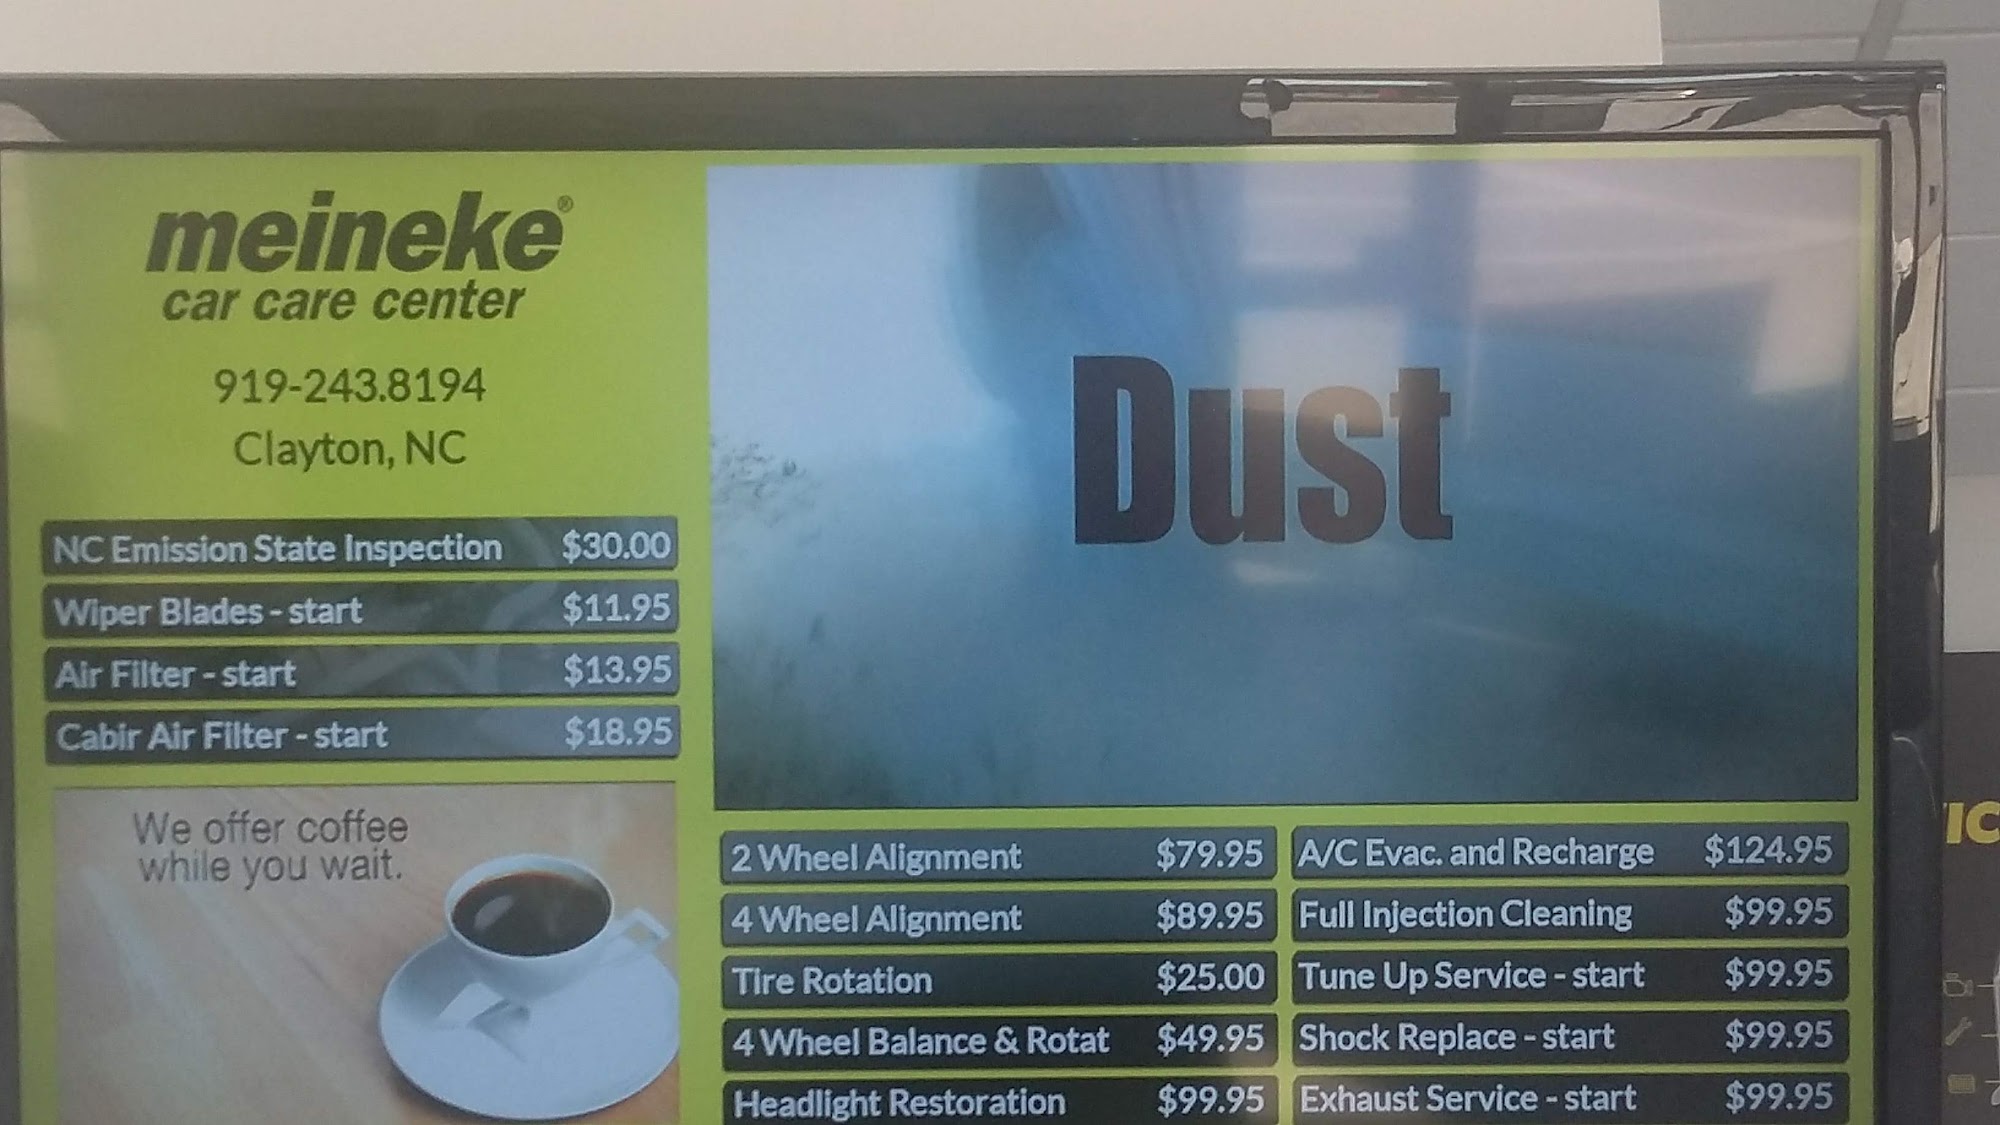 meineke®
car care center
919-243.8194
Clayton, NC
NC Emission State Inspection $30.00
Wiper Blades - start $11.95
Air Filter - start $13.95
Cabir Air Filter - start $18.95
We offer coffee
while you wait.
Dust
2 Wheel Alignment $79.95
4 Wheel Alignment $89.95
Tire Rotation $25.00
4 Wheel Balance & Rotat $49.95
Headlight Restoration $99.95
A/C Evac. and Recharge $124.95
Full Injection Cleaning $99.95
Tune Up Service - start $99.95
Shock Replace - start $99.95
Exhaust Service - start $99.95